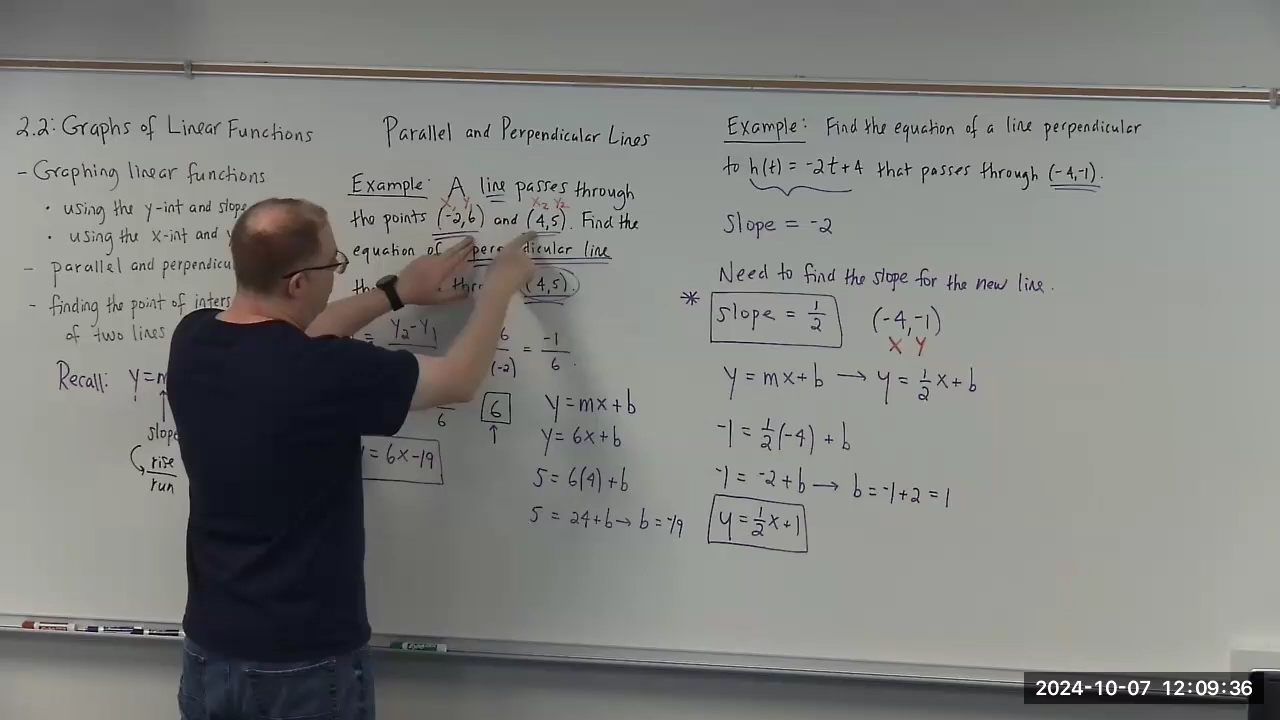 2.2: Graphs of Linear Functions
- Graphing linear functions
• using the y-int and slope
• using the x-int and
- parallel and perpendicu
- finding the point of inters
of two lines
Recall: y=m
slope
rise
run
Parallel and Perpendicular Lines
Example: A line passes through
x₁ y₁ x₂ y₂
the points (-2,6) and (4,5). Find the
equation of perpendicular line
(4,5).
= y₂-y₁ 6 = -1
(-2) 6.
6 [6]
= 6x-19
y=mx+b
y=6x+b
5=6(4)+b
5=24+b→b=-19
Example: Find the equation of a line perpendicular
to h(t) = -2t+4 that passes through (-4,-1).
slope = -2
Need to find the slope for the new line.
* slope = 1/2 (-4,-1)
x y
y=mx+b → y=1/2x+b
-1=1/2(-4)+b
-1=-2+b → b=-1+2=1
y=1/2x+1
2024-10-07 12:09:36